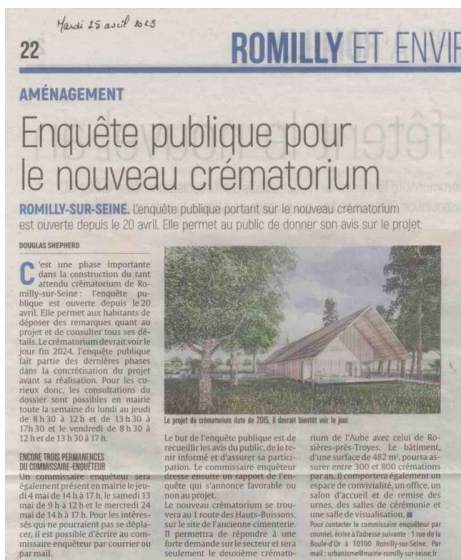 Mardi 25 avril 2023
22
ROMILLY ET ENVIR
AMÉNAGEMENT
Enquête publique pour
le nouveau crématorium
ROMILLY-SUR-SEINE. L'enquête publique portant sur le nouveau crématorium
est ouverte depuis le 20 avril. Elle permet au public de donner son avis sur le projet.
DOUGLAS SHEPHERD
C'est une phase importante
dans la construction du tant
attendu crématorium de Ro-
milly-sur-Seine : l'enquête pu-
blique est ouverte depuis le 20
avril. Elle permet aux habitants de
déposer des remarques quant au
projet et de consulter tous ses dé-
tails. Le crématorium devrait voir le
jour fin 2024, l'enquête publique
fait partie des dernières phases
dans la concrétisation du projet
avant sa réalisation. Pour les cu-
rieux donc, les consultations du
dossier sont possibles en mairie
toute la semaine du lundi au jeudi
de 8 h 30 à 12 h et de 13 h 30 à
17 h 30 et le vendredi de 8 h 30 à
12 h et de 13 h 30 à 17 h.
ENCORE TROIS PERMANENCES
DU COMMISSAIRE-ENQUÊTEUR
Un commissaire enquêteur sera
également présent en mairie le jeu-
di 4 mai de 14 h à 17 h, le samedi 13
mai de 9 h à 12 h et le mercredi 24
mai de 14 h à 17 h. Pour les intéres-
sés qui ne pourraient pas se dépla-
cer, il est possible d'écrire au com-
missaire enquêteur par courrier ou
par mail.
Le projet du crématorium date de 2015, il devrait bientôt voir le jour.
Le but de l'enquête publique est de
recueillir les avis du public, de le te-
nir informé et d'assurer sa partici-
pation. Le commissaire enquêteur
dresse ensuite un rapport de l'en-
quête qui s'annonce favorable ou
non au projet.
Le nouveau crématorium se trou-
vera au 1 route des Hauts-Buissons,
sur le site de l'ancienne cimenterie.
Il permettra de répondre à une
forte demande sur le secteur et sera
seulement le deuxième crémato-
rium de l'Aube avec celui de Ro-
sières-près-Troyes. Le bâtiment,
d'une surface de 482 m², pourra as-
surer entre 300 et 800 crémations
par an. Il comportera également un
espace de convivialité, un office, un
salon d'accueil et de remise des
urnes, des salles de cérémonie et
une salle de visualisation.
Pour contacter le commissaire enquêteur par
courriel, écrire à l'adresse suivante : 1 rue de la
Boule-d'Or à 10100 Romilly-sur-Seine. Par
mail : urbanisme@mairie-romilly-sur-seine.fr